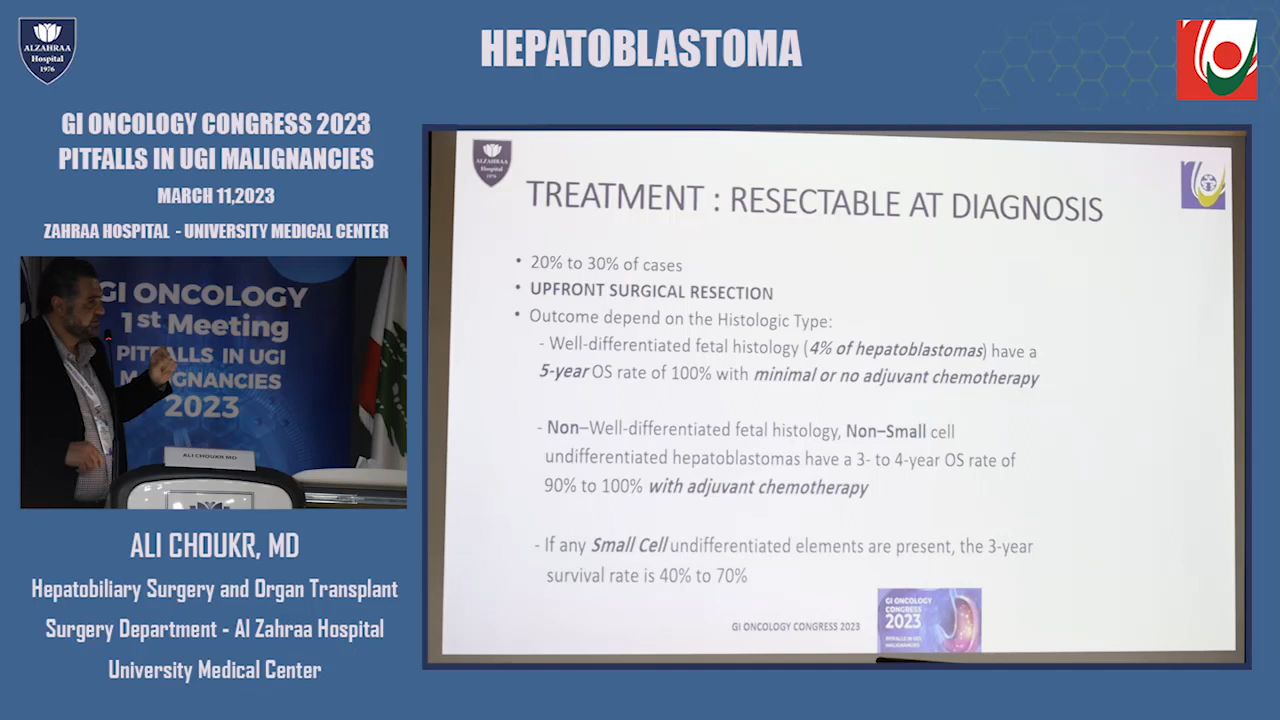 ALZAHRAA
Hospital
1976
HEPATOBLASTOMA
GI ONCOLOGY CONGRESS 2023
PITFALLS IN UGI MALIGNANCIES
MARCH 11,2023
ZAHRAA HOSPITAL - UNIVERSITY MEDICAL CENTER
GI ONCOLOGY
1st Meeting
PITFALLS IN UGI
MALIGNANCIES
2023
ALI CHOUKR MD
ALI CHOUKR, MD
Hepatobiliary Surgery and Organ Transplant
Surgery Department - Al Zahraa Hospital
University Medical Center
ALZAHRAA
Hospital
1976
TREATMENT : RESECTABLE AT DIAGNOSIS
• 20% to 30% of cases
• UPFRONT SURGICAL RESECTION
• Outcome depend on the Histologic Type:
- Well-differentiated fetal histology (4% of hepatoblastomas) have a
5-year OS rate of 100% with minimal or no adjuvant chemotherapy
- Non–Well-differentiated fetal histology, Non–Small cell
undifferentiated hepatoblastomas have a 3- to 4-year OS rate of
90% to 100% with adjuvant chemotherapy
- If any Small Cell undifferentiated elements are present, the 3-year
survival rate is 40% to 70%
GI ONCOLOGY CONGRESS 2023
GI ONCOLOGY
CONGRESS
2023
PITFALLS IN UGI
MALIGNANCIES